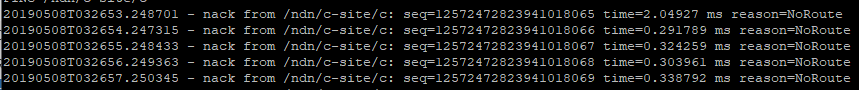 20190508T032653.248701 - nack from /ndn/c-site/c: seq=12572472823941018065 time=2.04927 ms reason=NoRoute
20190508T032654.247315 - nack from /ndn/c-site/c: seq=12572472823941018066 time=0.291789 ms reason=NoRoute
20190508T032655.248433 - nack from /ndn/c-site/c: seq=12572472823941018067 time=0.324259 ms reason=NoRoute
20190508T032656.249363 - nack from /ndn/c-site/c: seq=12572472823941018068 time=0.303961 ms reason=NoRoute
20190508T032657.250345 - nack from /ndn/c-site/c: seq=12572472823941018069 time=0.338792 ms reason=NoRoute